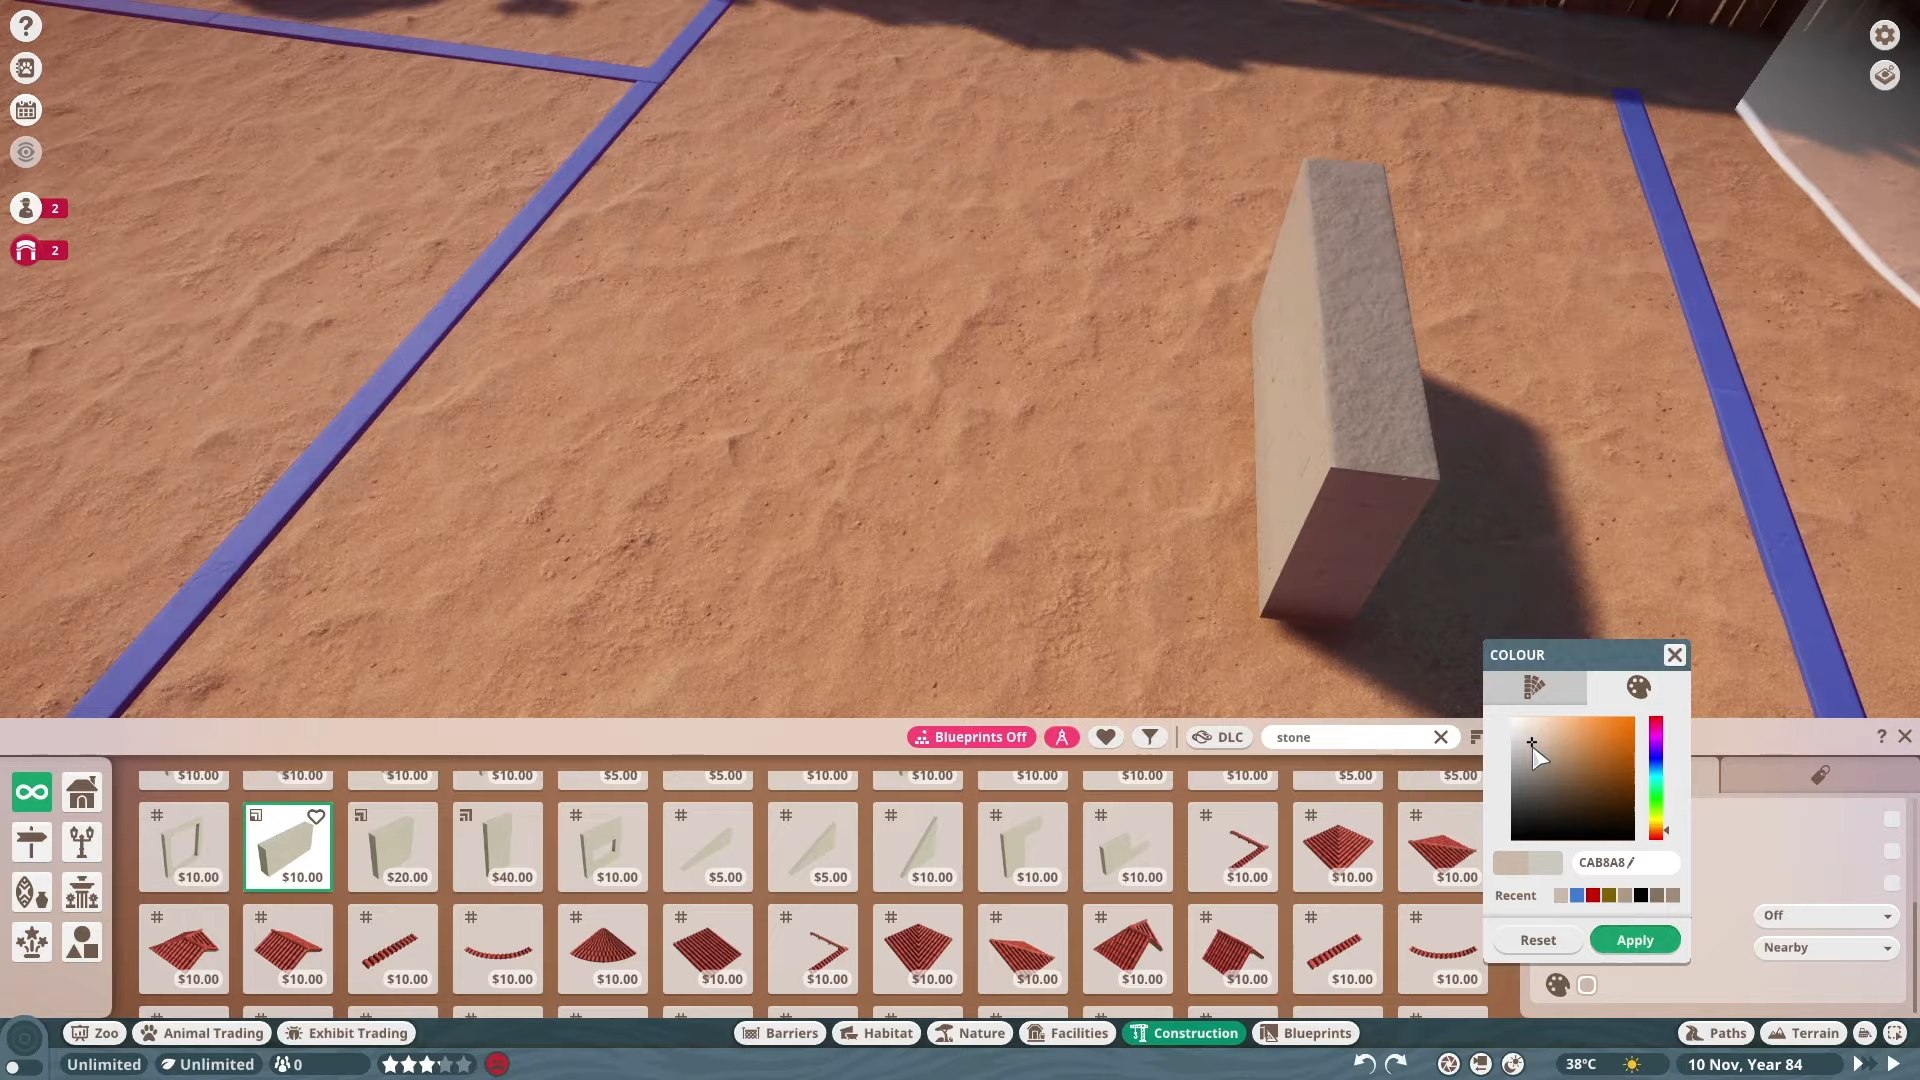 ?
2
2
Blueprints Off
DLC
stone
?
COLOUR
CAB8A8
Recent
Reset
Apply
Off
Nearby
$10.00 $10.00 $10.00 $10.00 $5.00 $5.00 $10.00 $10.00 $10.00 $10.00 $10.00 $5.00 $5.00
$10.00 $10.00 $20.00 $40.00 $10.00 $5.00 $5.00 $10.00 $10.00 $10.00 $10.00 $10.00 $10.00
$10.00 $10.00 $10.00 $10.00 $10.00 $10.00 $10.00 $10.00 $10.00 $10.00 $10.00 $10.00 $10.00
Zoo Animal Trading Exhibit Trading Barriers Habitat Nature Facilities Construction Blueprints Paths Terrain
Unlimited Unlimited 0 38°C 10 Nov, Year 84